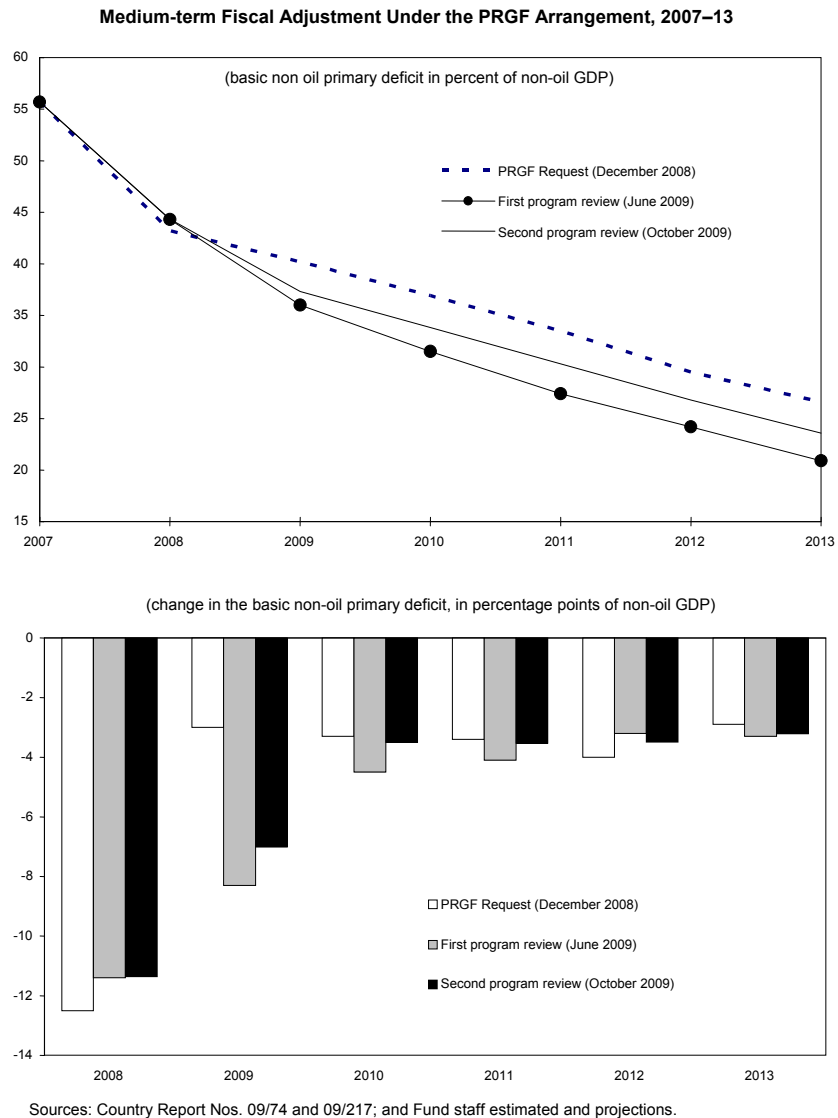 Medium-term Fiscal Adjustment Under the PRGF Arrangement, 2007–13
(basic non oil primary deficit in percent of non-oil GDP)
60
55
50
45
40
35
30
25
20
15
PRGF Request (December 2008)
First program review (June 2009)
Second program review (October 2009)
2007 2008 2009 2010 2011 2012 2013
(change in the basic non-oil primary deficit, in percentage points of non-oil GDP)
0
-2
-4
-6
-8
-10
-12
-14
PRGF Request (December 2008)
First program review (June 2009)
Second program review (October 2009)
2008 2009 2010 2011 2012 2013
Sources: Country Report Nos. 09/74 and 09/217; and Fund staff estimated and projections.